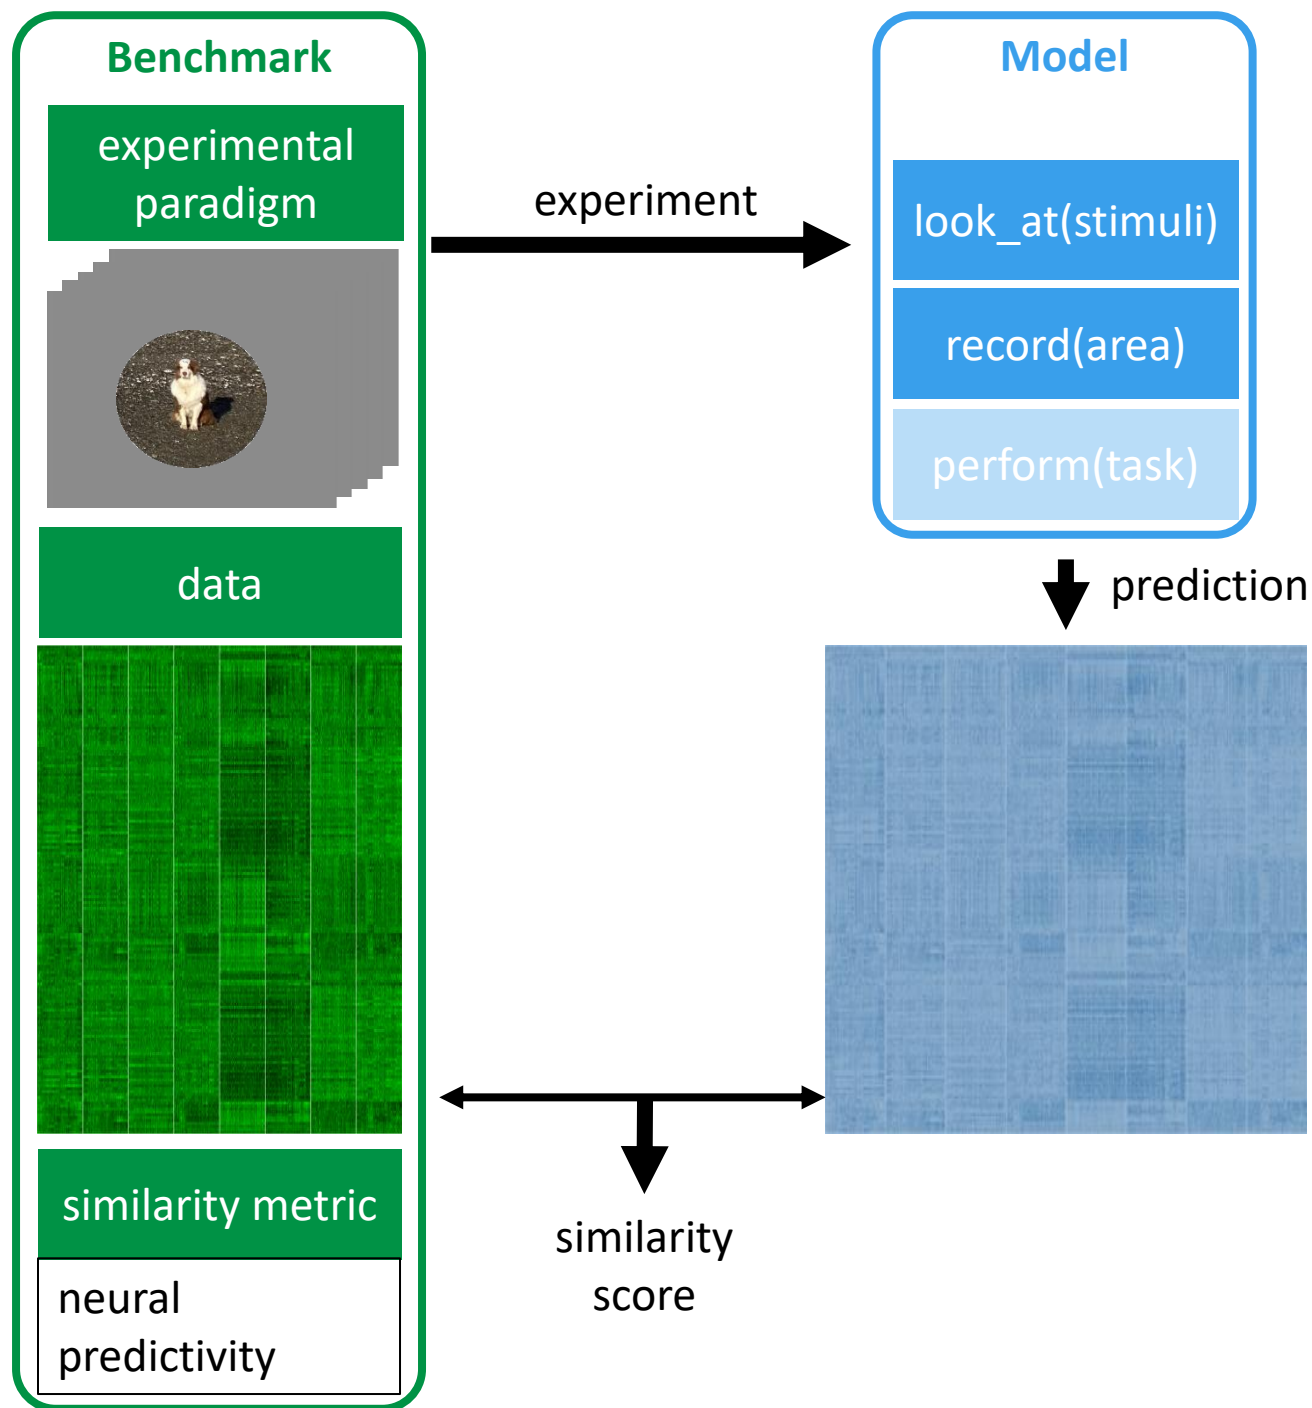 Benchmark
experimental
paradigm
data
similarity metric
neural
predictivity
experiment
Model
look_at(stimuli)
record(area)
perform(task)
prediction
similarity
score